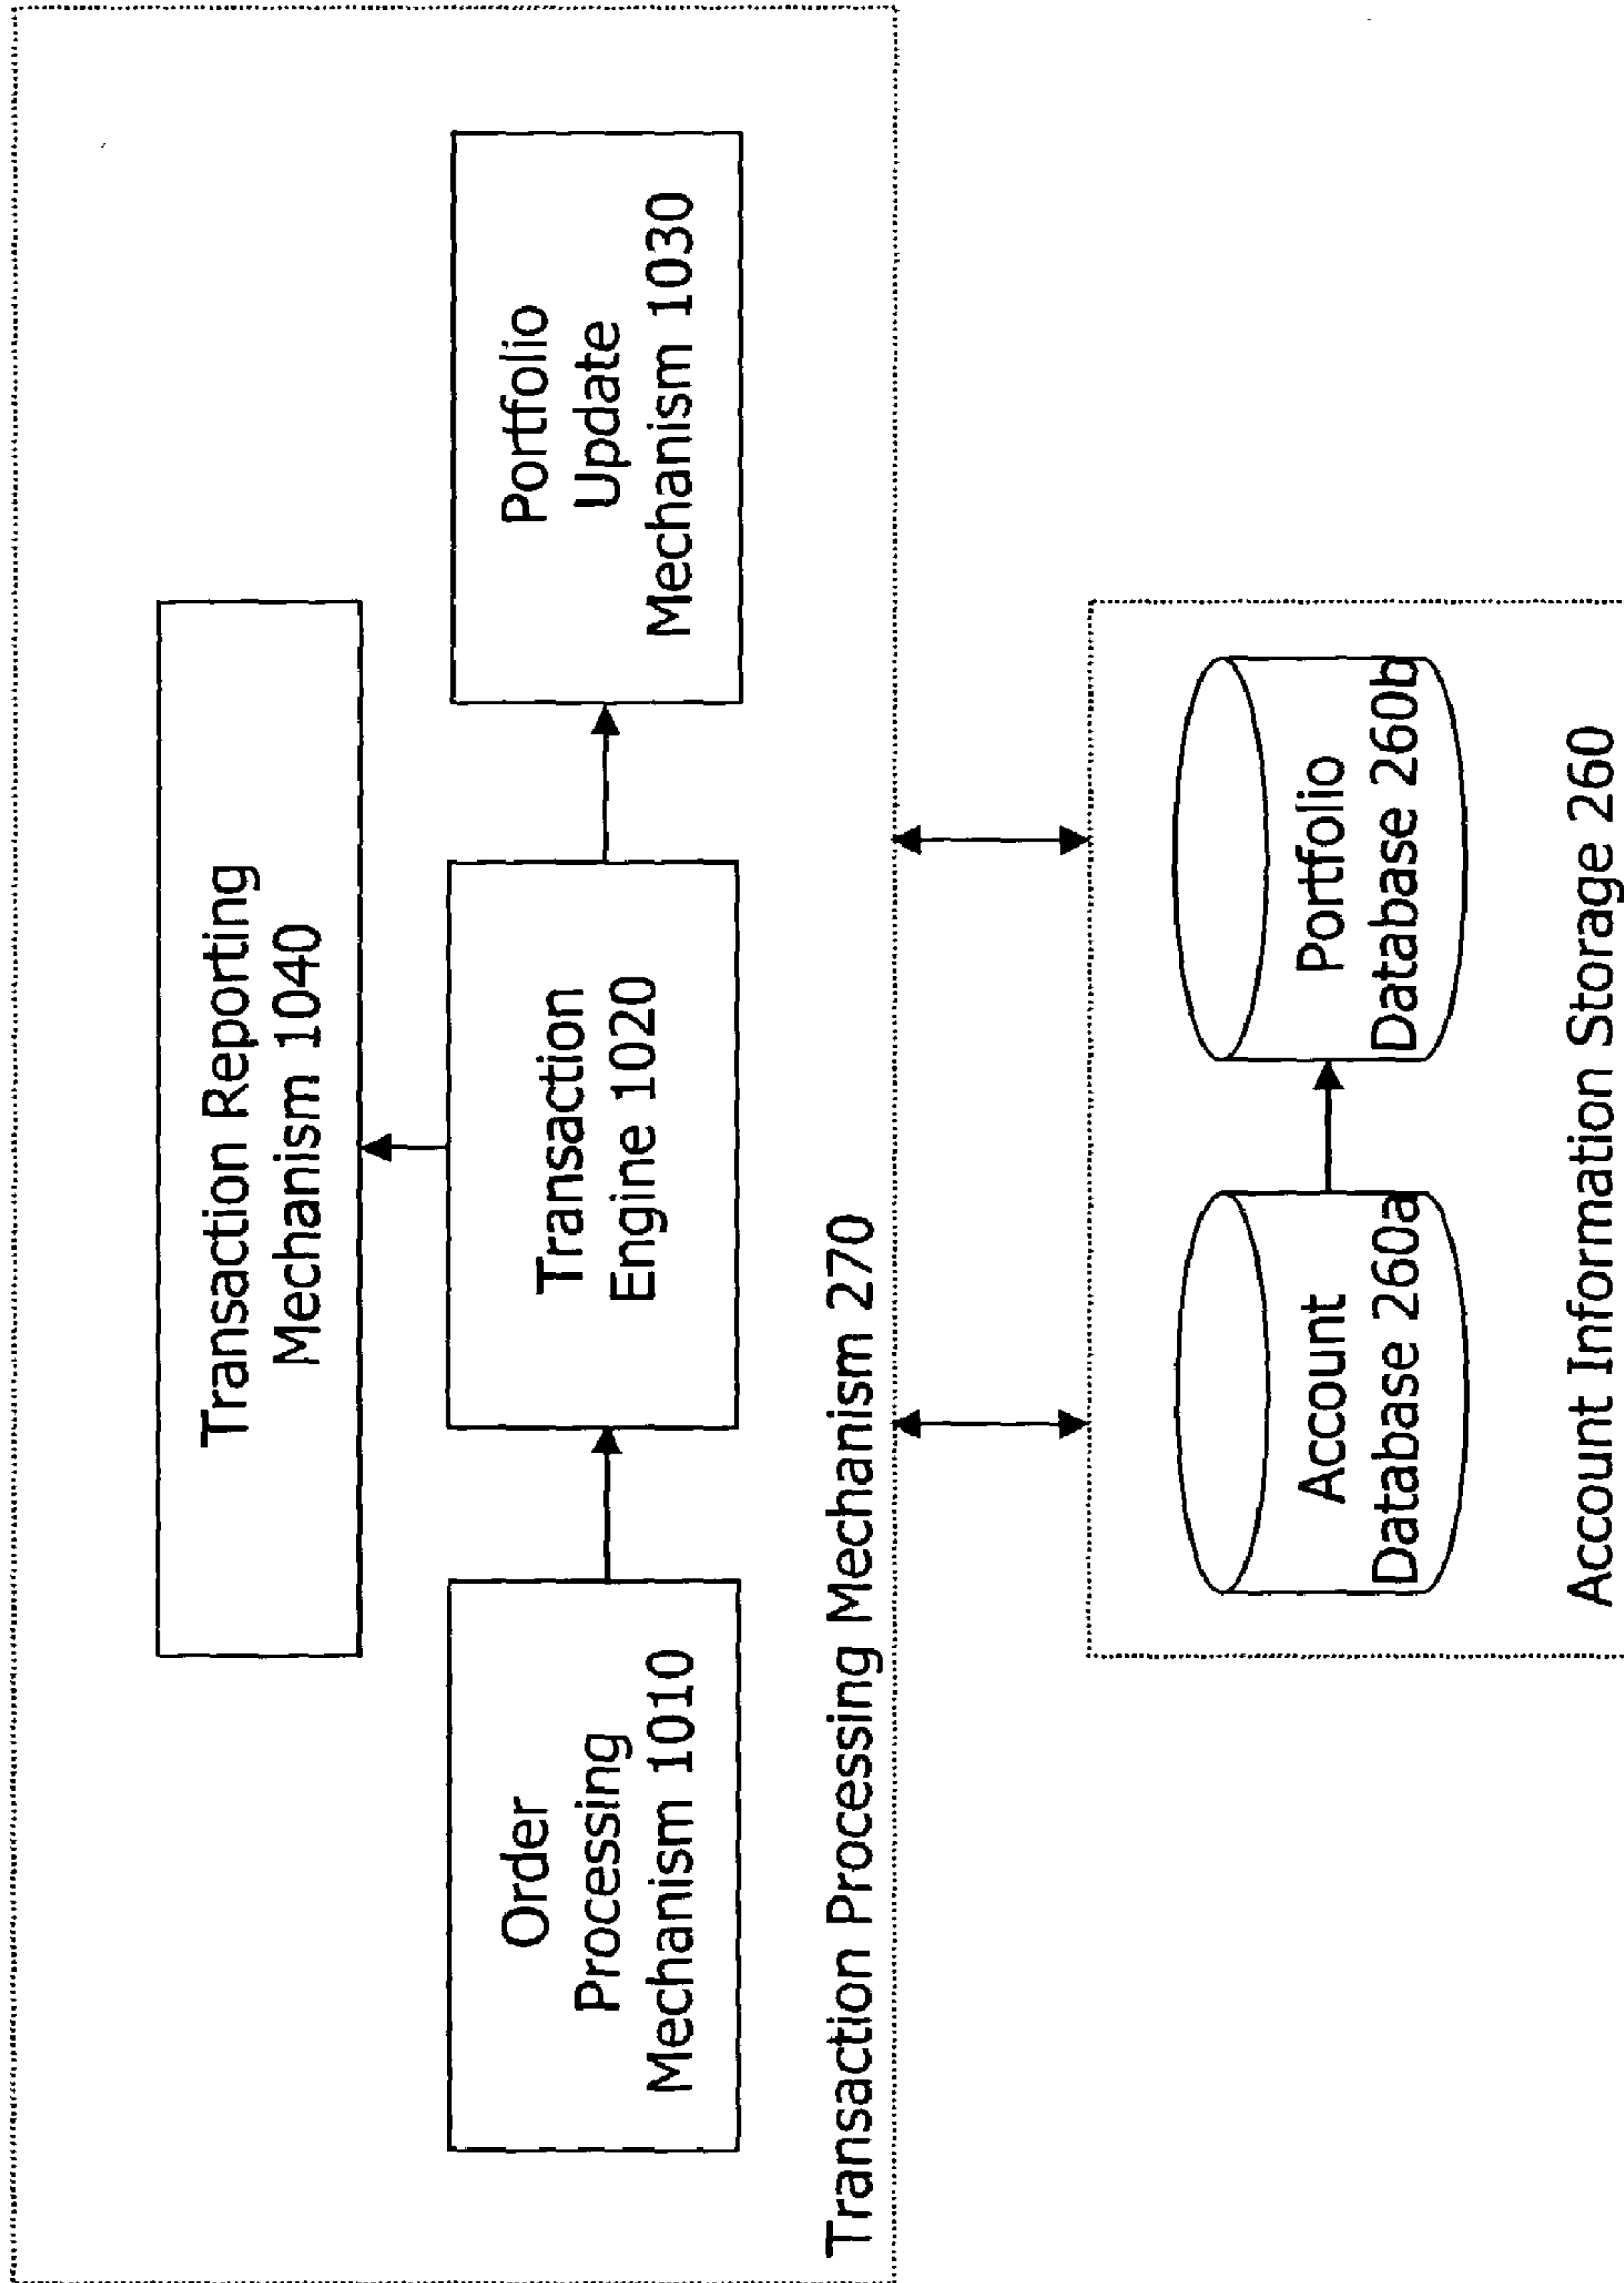 Transaction Reporting
Mechanism 1040
Order
Processing
Mechanism 1010
Transaction
Engine 1020
Portfolio
Update
Mechanism 1030
Transaction Processing Mechanism 270
Account
Database 260a
Portfolio
Database 260b
Account Information Storage 260